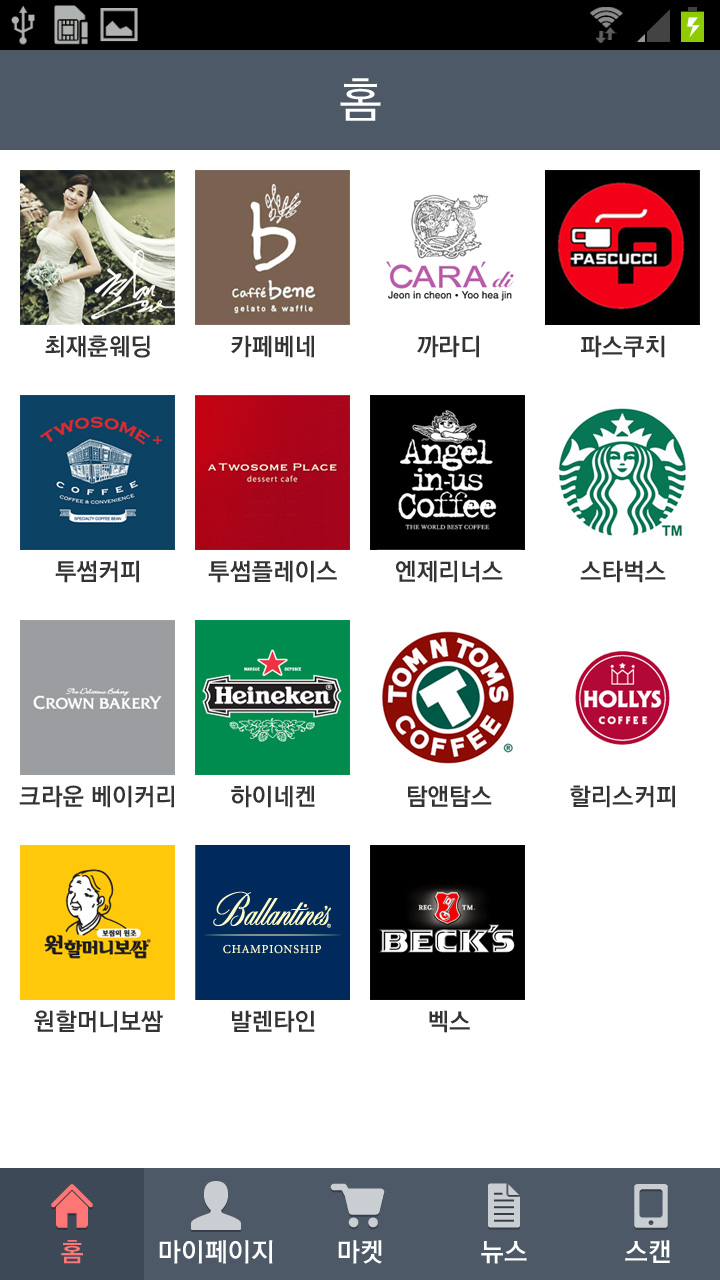 홈
Caffé bene
gelato & waffle
'CARA' di
Jeon in cheon • Yoo hea jin
PASCUCCI
최재훈웨딩
카페베네
까라디
파스쿠치
TWOSOME+
COFFEE
COFFEE & CONVENIENCE
SPECIALTY COFFEE BEAN
A TWOSOME PLACE
dessert cafe
Angel
in-us
Coffee
THE WORLD BEST COFFEE
TM
투썸커피
투썸플레이스
엔제리너스
스타벅스
The Delicious Bakery
CROWN BAKERY
MARQUE DEPOSEE
Heineken®
TOM N TOMS
COFFEE
®
HOLLYS
COFFEE
크라운 베이커리
하이네켄
탐앤탐스
할리스커피
보쌈의 원조
원할머니보쌈
Ballantine's
CHAMPIONSHIP
REG. TM.
BECK'S
원할머니보쌈
발렌타인
벡스
홈
마이페이지
마켓
뉴스
스캔